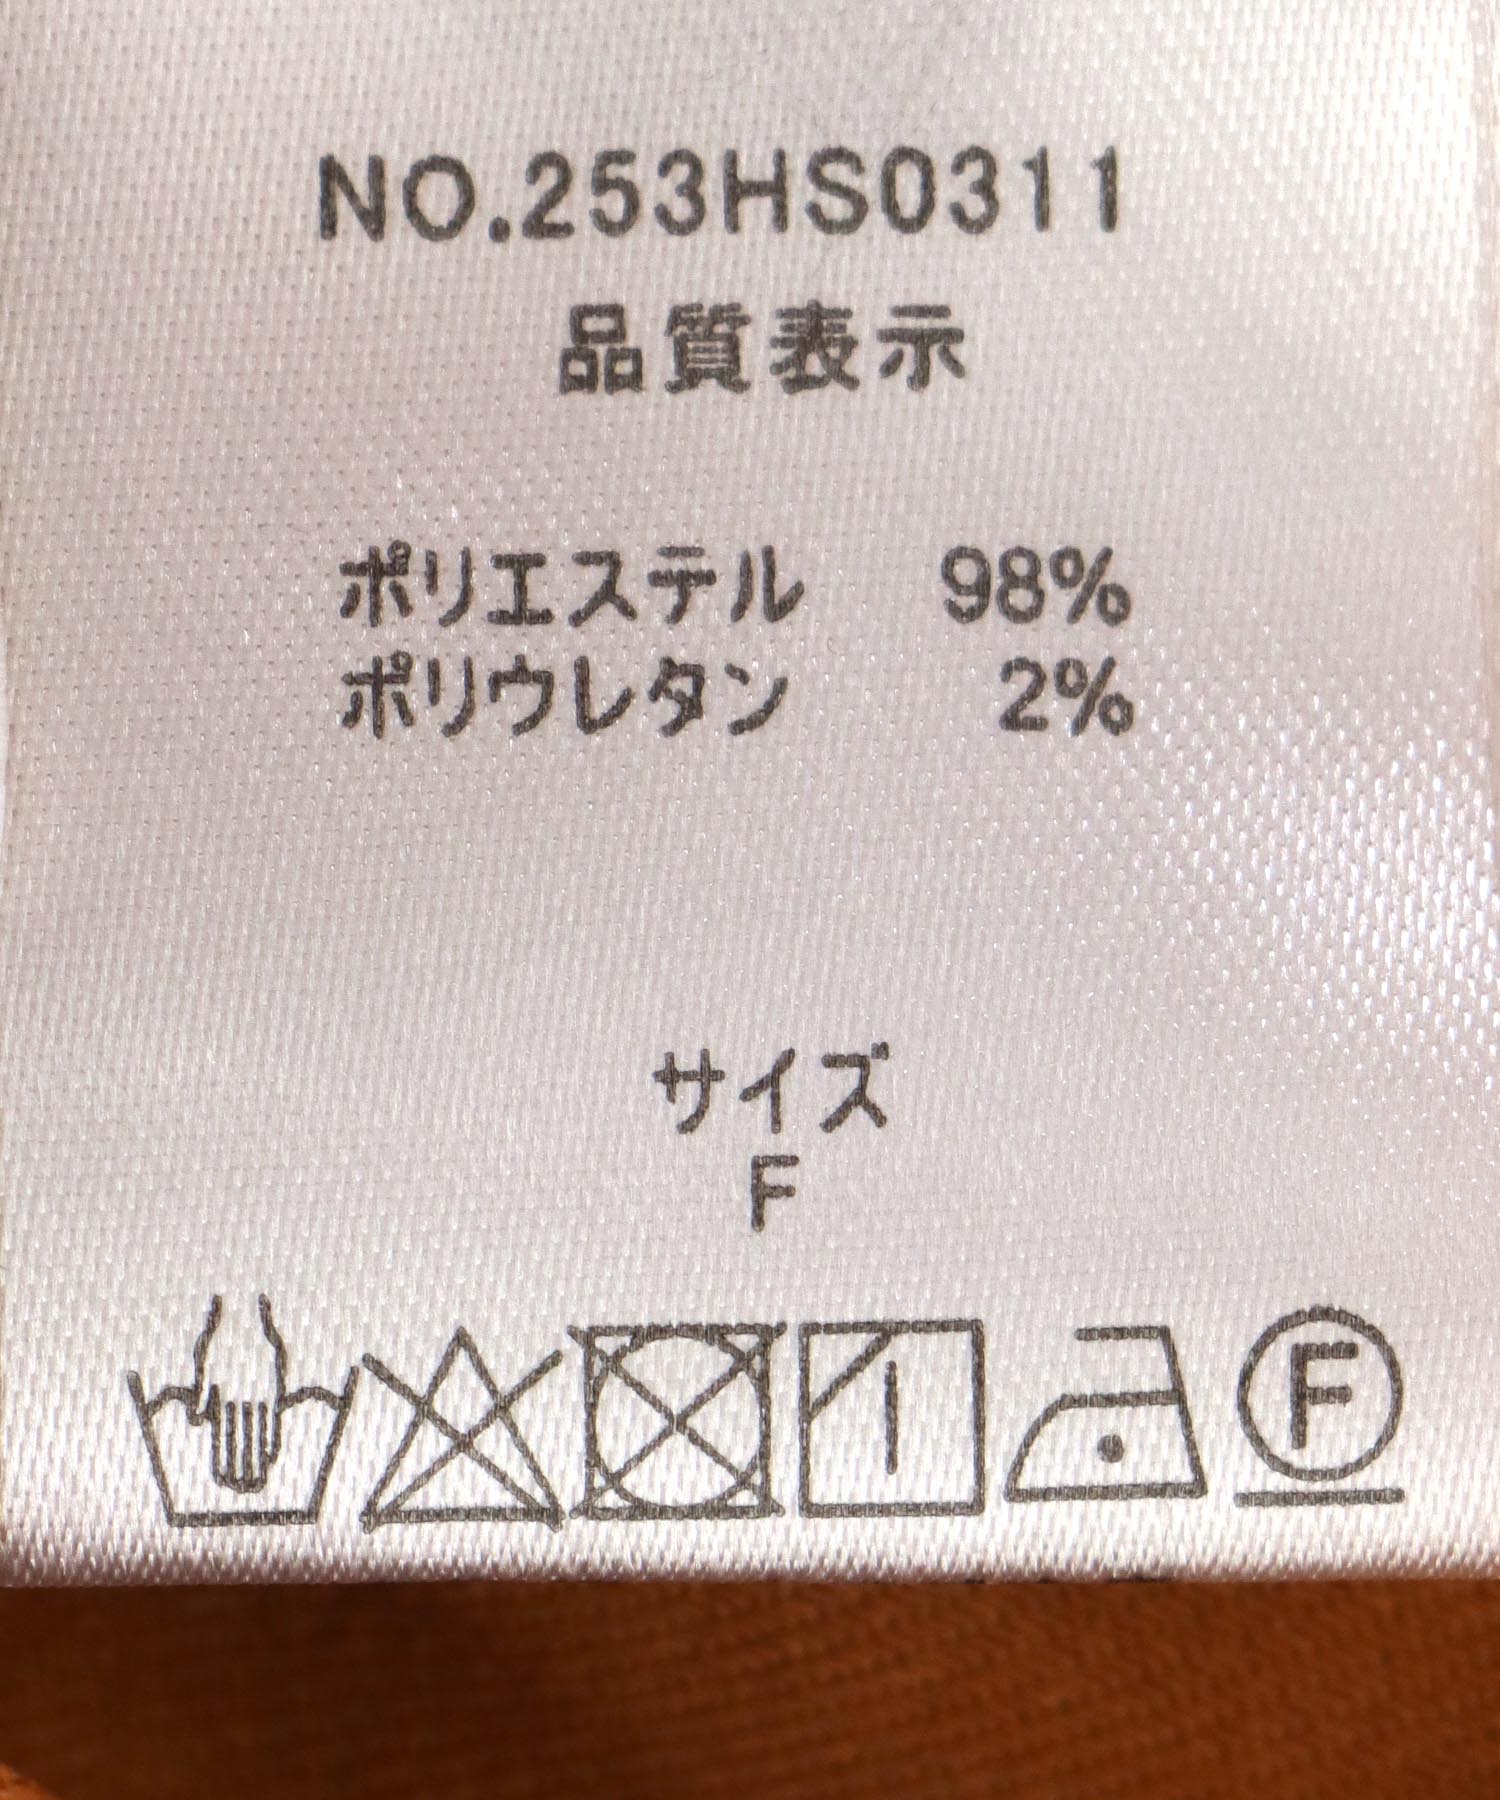 NO.253HS0311
品質表示
ポリエステル 98%
ポリウレタン 2%
サイズ
F
F